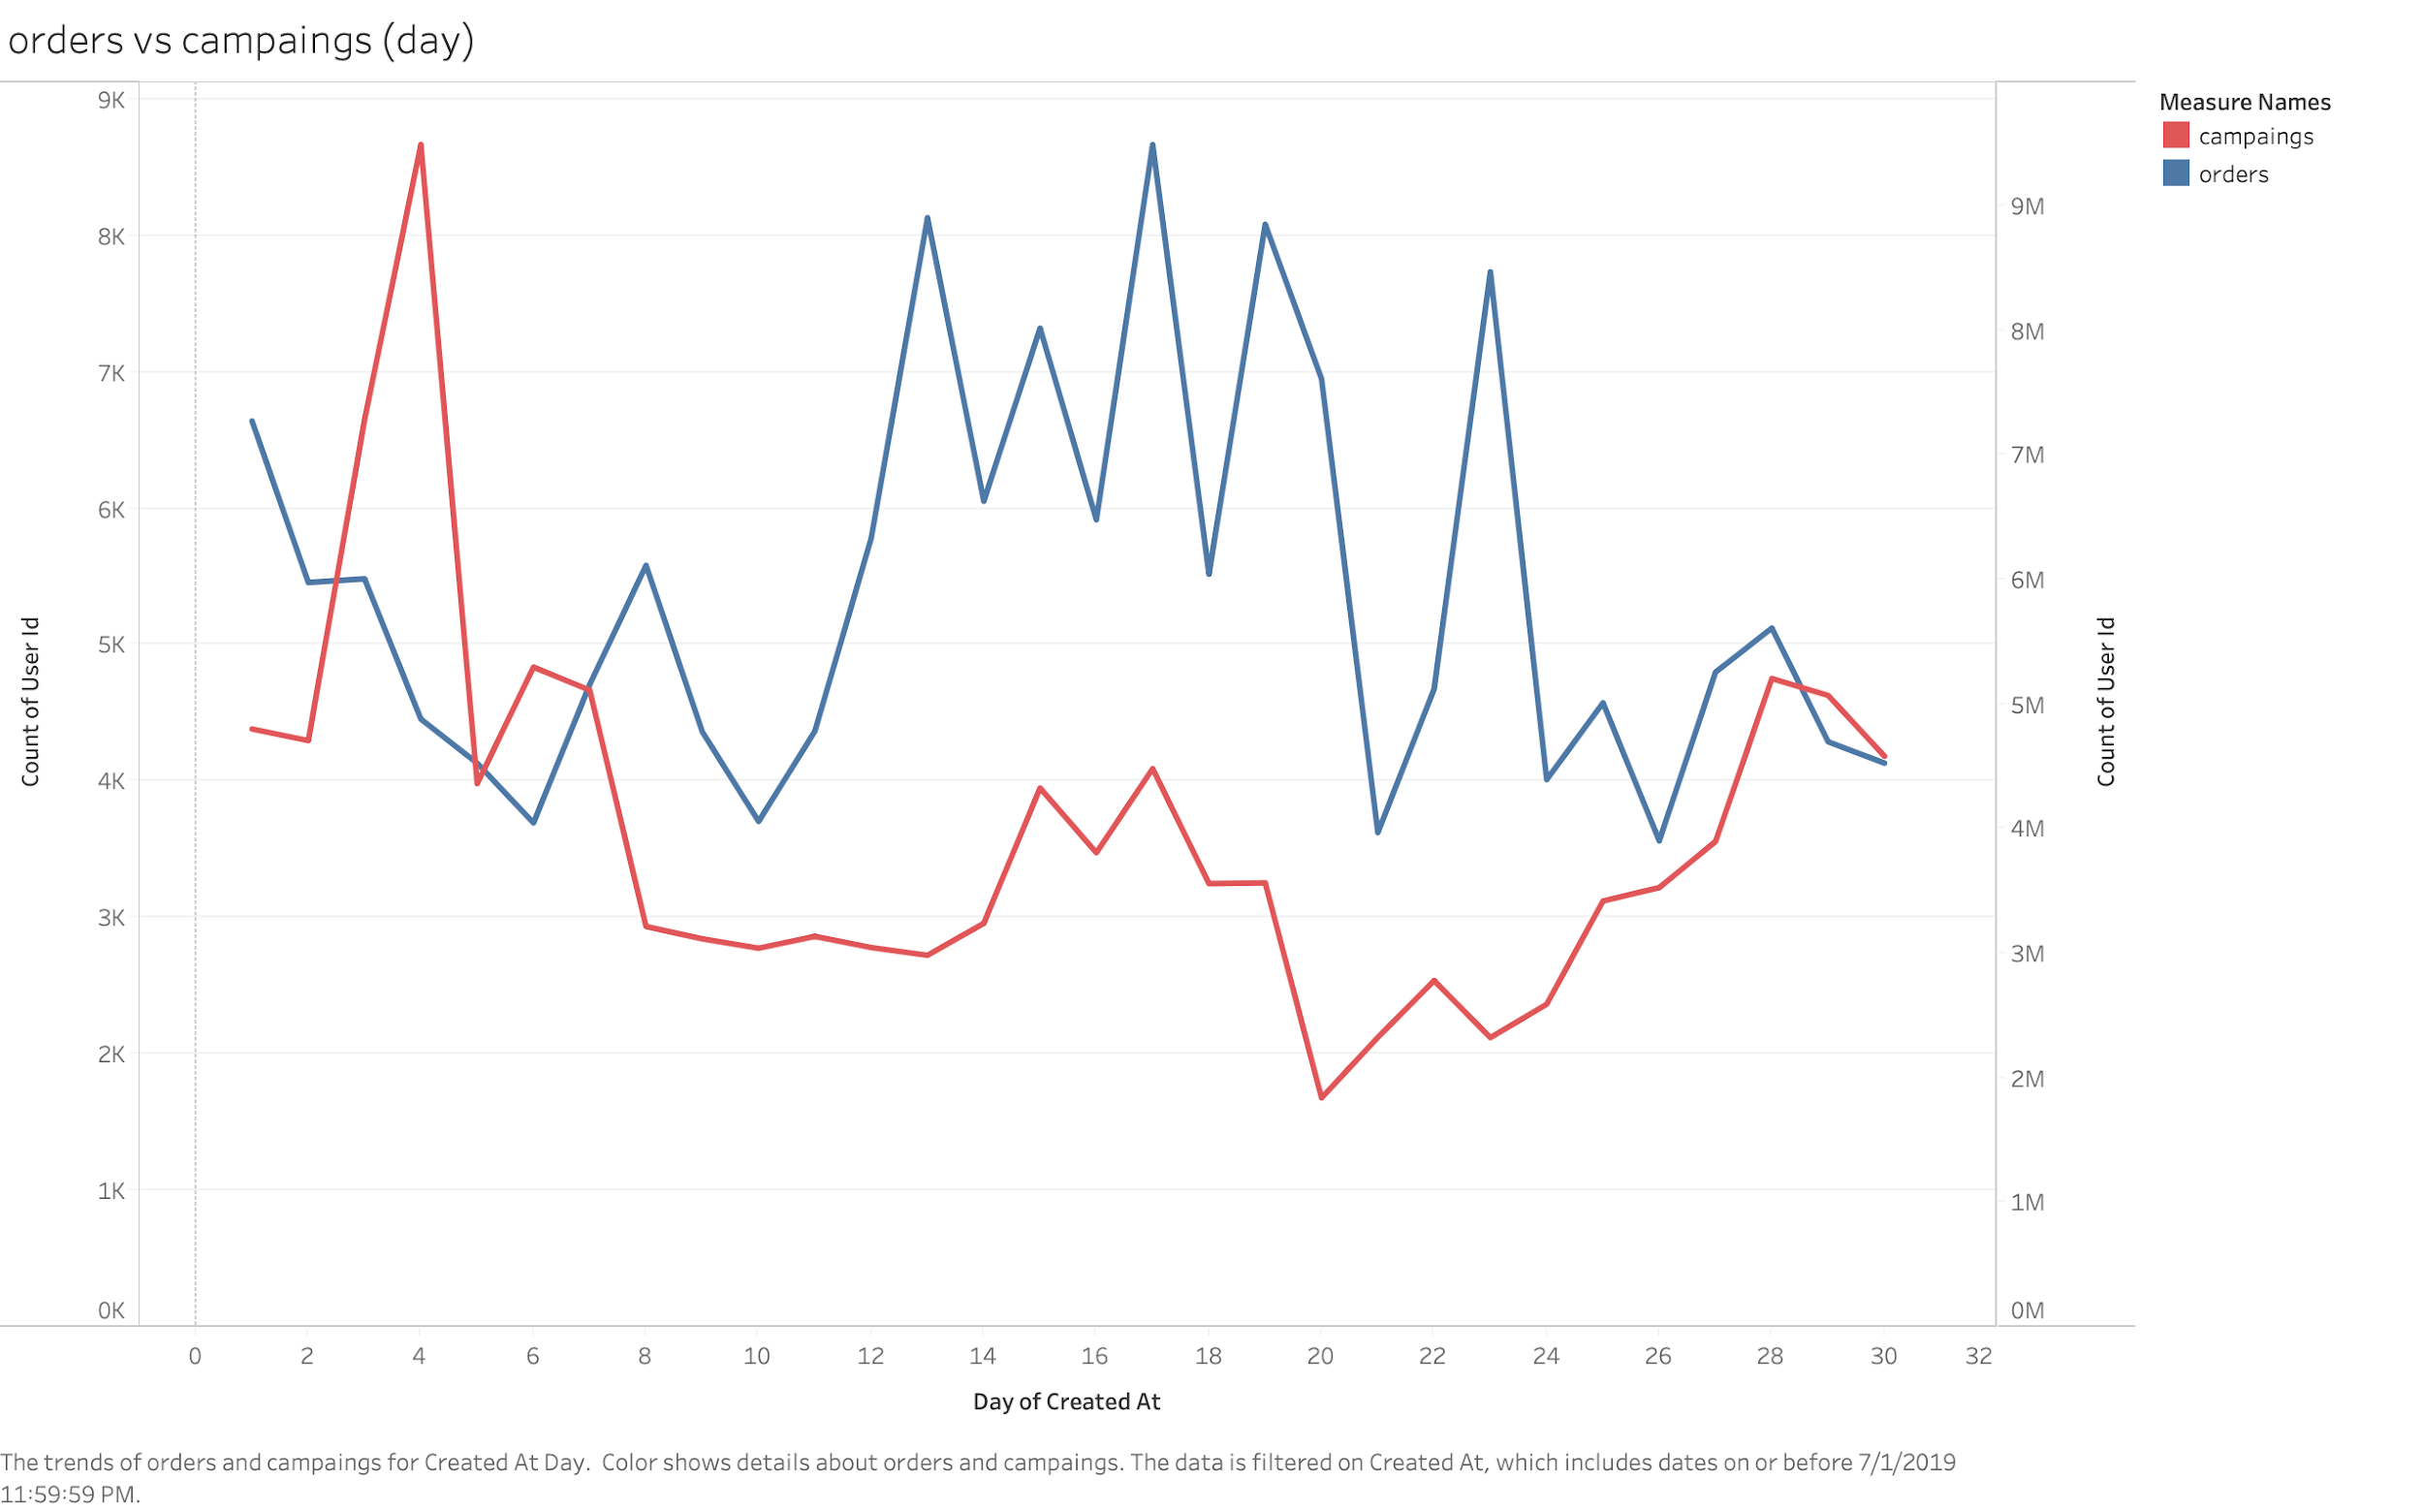 orders vs campaings (day)
Measure Names
campaings
orders
9K
8K
7K
6K
5K
4K
3K
2K
1K
0K
Count of User Id
9M
8M
7M
6M
5M
4M
3M
2M
1M
0M
Count of User Id
0 2 4 6 8 10 12 14 16 18 20 22 24 26 28 30 32
Day of Created At
The trends of orders and campaings for Created At Day. Color shows details about orders and campaings. The data is filtered on Created At, which includes dates on or before 7/1/2019
11:59:59 PM.